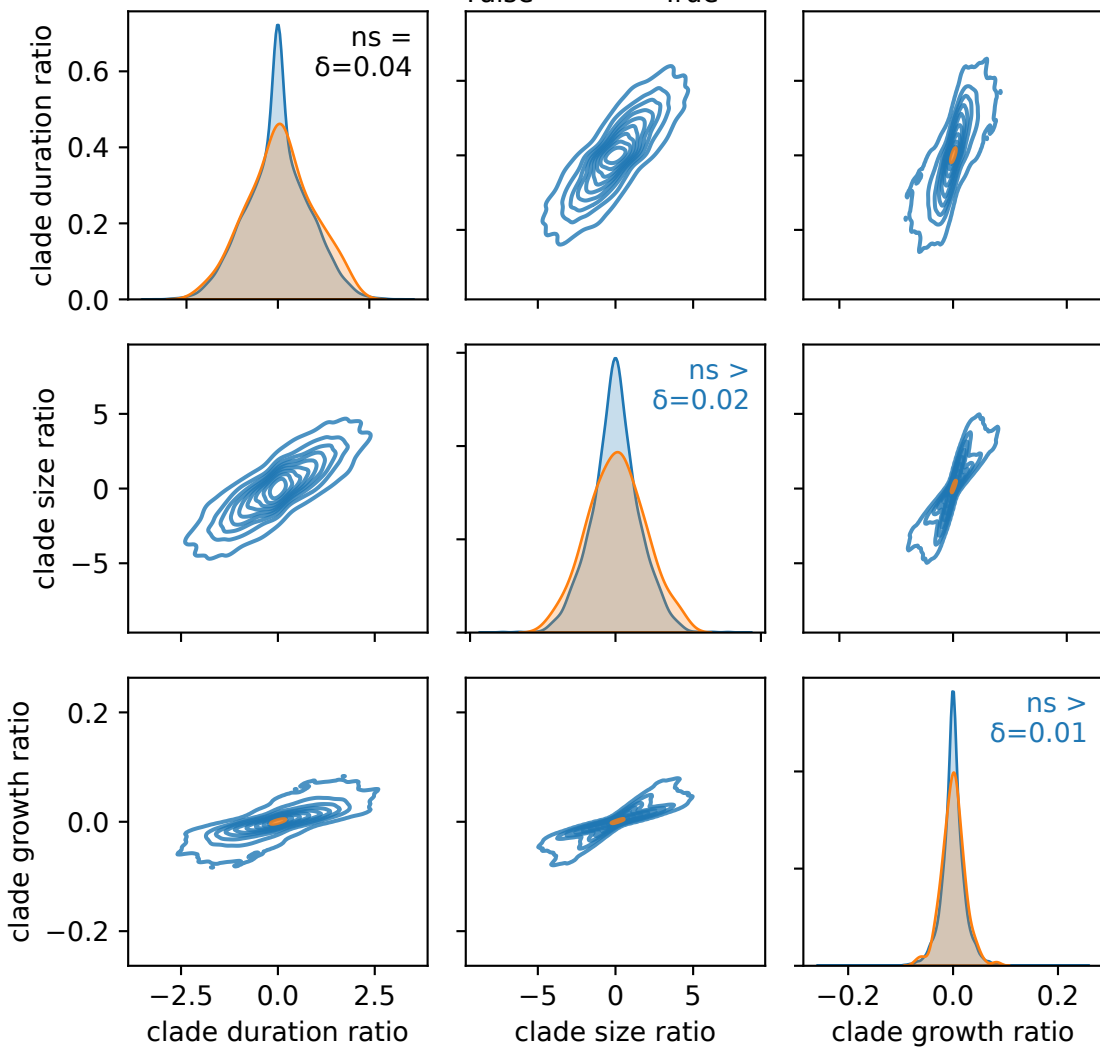 clade duration ratio
0.6
0.4
0.2
0.0
ns =
δ=0.04
clade size ratio
5
0
−5
ns >
δ=0.02
clade growth ratio
0.2
0.0
−0.2
ns >
δ=0.01
−2.5 0.0 2.5
−5 0 5
−0.2 0.0 0.2
clade duration ratio
clade size ratio
clade growth ratio